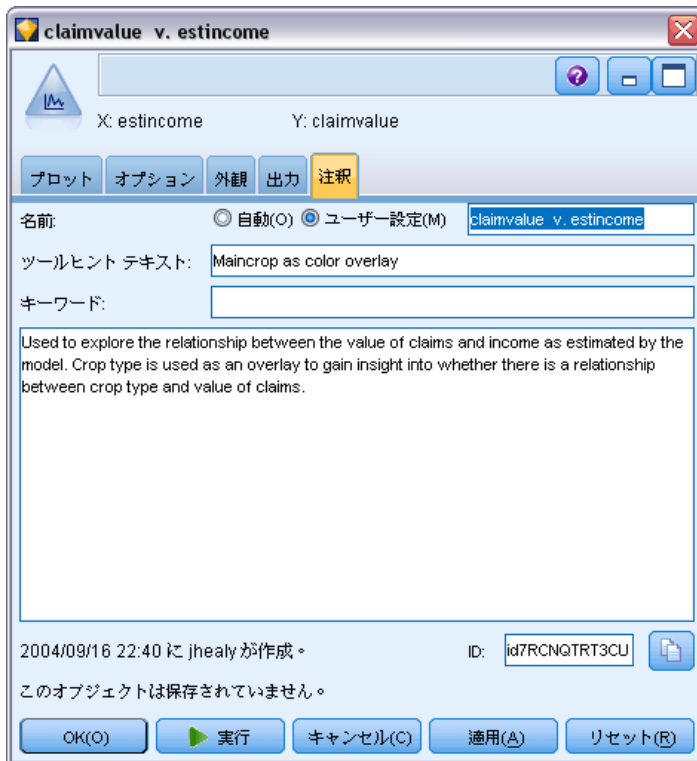 claimvalue v. estincome
X: estincome Y: claimvalue
プロット オプション 外観 出力 注釈
名前: 自動(O) ユーザー設定(M) claimvalue v. estincome
ツールヒント テキスト: Maincrop as color overlay
キーワード:
Used to explore the relationship between the value of claims and income as estimated by the
model. Crop type is used as an overlay to gain insight into whether there is a relationship
between crop type and value of claims.
2004/09/16 22:40 に jhealy が作成。 ID: id7RCNQTRT3CU
このオブジェクトは保存されていません。
OK(O) 実行 キャンセル(C) 適用(A) リセット(R)